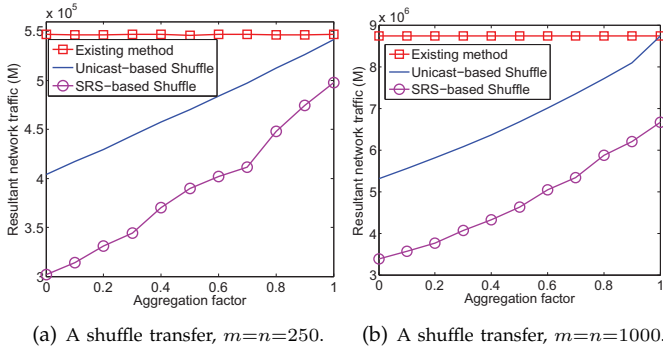 5.5 x 10^5
Existing method
Unicast-based Shuffle
SRS-based Shuffle
5
4.5
4
3.5
3
0 0.2 0.4 0.6 0.8 1
Resultant network traffic (M)
Aggregation factor
(a) A shuffle transfer, m=n=250.
9 x 10^6
Existing method
Unicast-based Shuffle
SRS-based Shuffle
8
7
6
5
4
3
0 0.2 0.4 0.6 0.8 1
Resultant network traffic (M)
Aggregation factor
(b) A shuffle transfer, m=n=1000.